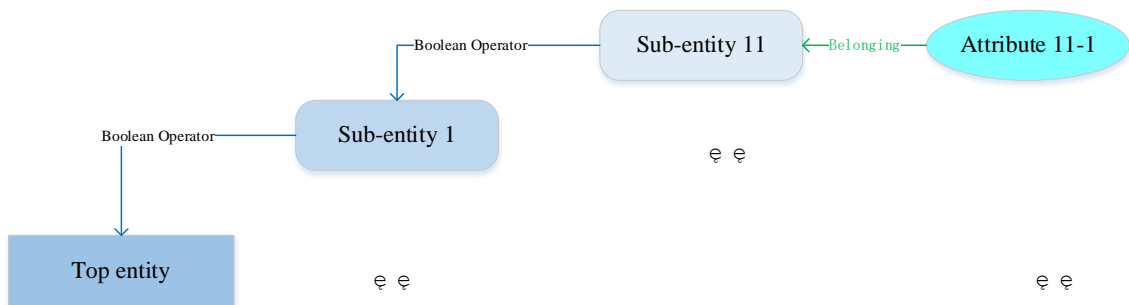 Boolean Operator
Sub-entity 11
Belonging
Attribute 11-1
Boolean Operator
Sub-entity 1
ę ę
Top entity
ę ę
ę ę